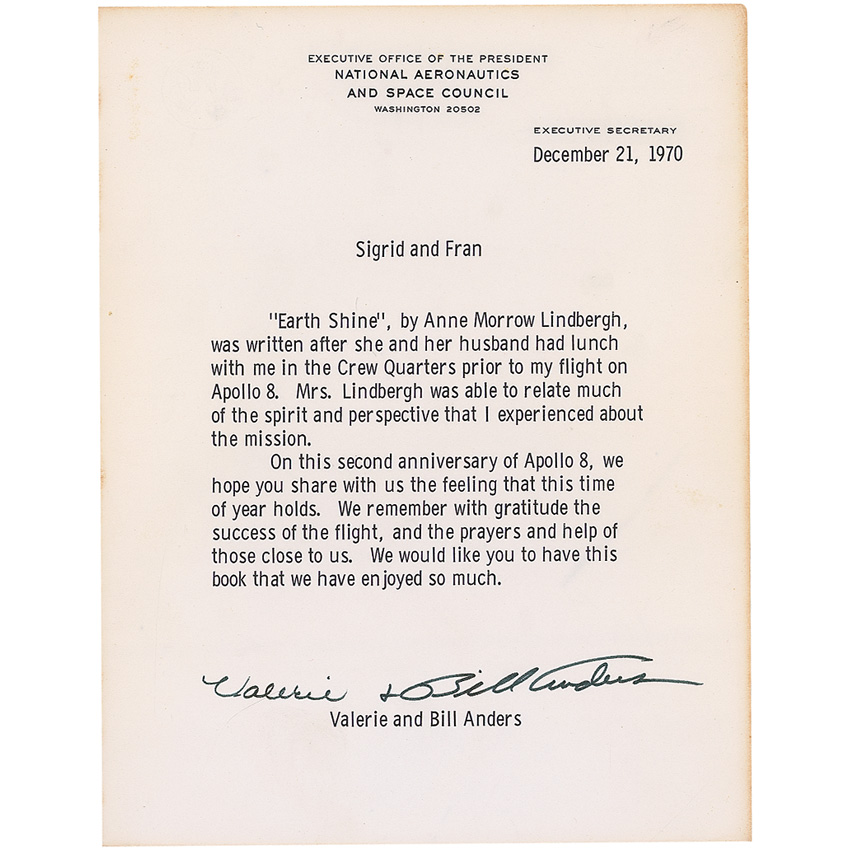 EXECUTIVE OFFICE OF THE PRESIDENT
NATIONAL AERONAUTICS
AND SPACE COUNCIL
WASHINGTON 20502
EXECUTIVE SECRETARY
December 21, 1970
Sigrid and Fran
"Earth Shine", by Anne Morrow Lindbergh,
was written after she and her husband had lunch
with me in the Crew Quarters prior to my flight on
Apollo 8. Mrs. Lindbergh was able to relate much
of the spirit and perspective that I experienced about
the mission.
On this second anniversary of Apollo 8, we
hope you share with us the feeling that this time
of year holds. We remember with gratitude the
success of the flight, and the prayers and help of
those close to us. We would like you to have this
book that we have enjoyed so much.
Valerie & Bill Anders
Valerie and Bill Anders